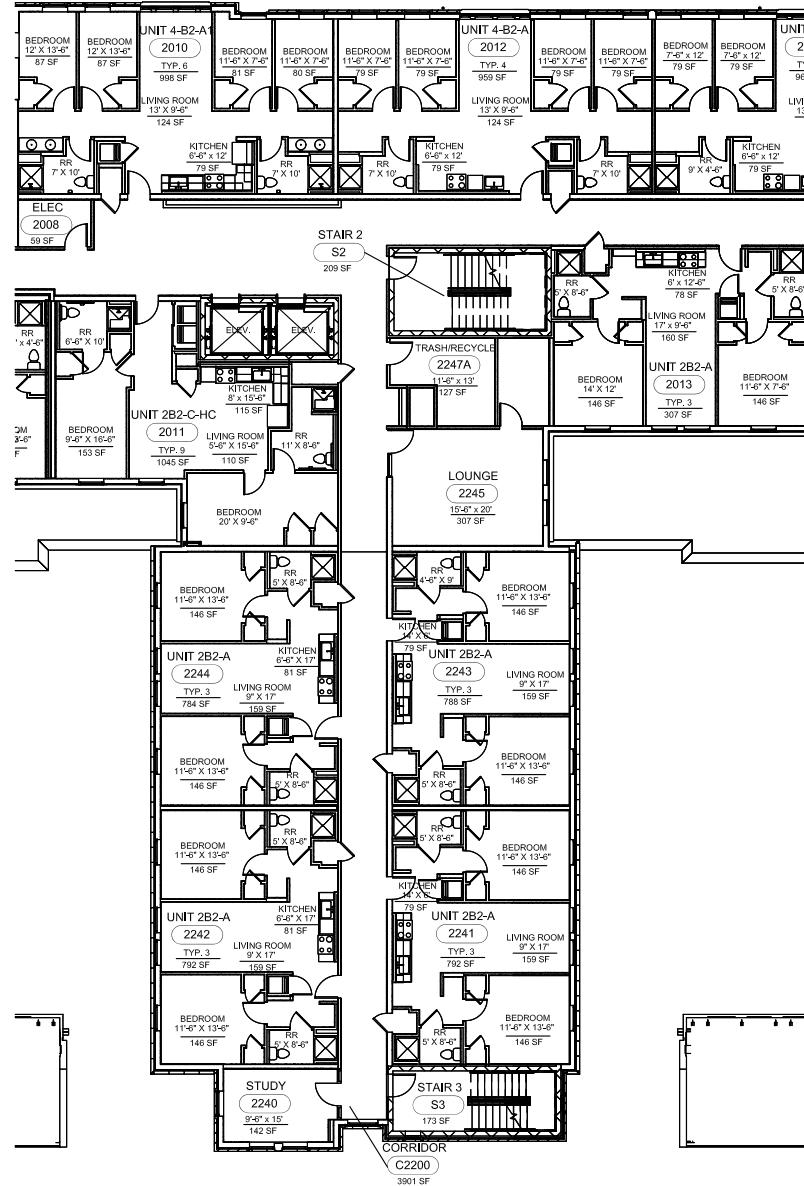 BEDROOM
12' X 13'-6"
87 SF
BEDROOM
12' X 13'-6"
87 SF
UNIT 4-B2-A1
2010
TYP. 6
998 SF
LIVING ROOM
13' X 9'-6"
124 SF
BEDROOM
11'-6" X 7'-6"
81 SF
BEDROOM
11'-6" X 7'-6"
80 SF
BEDROOM
11'-6" X 7'-6"
79 SF
BEDROOM
11'-6" X 7'-6"
79 SF
UNIT 4-B2-A
2012
TYP. 4
959 SF
LIVING ROOM
13' X 9'-6"
124 SF
BEDROOM
11'-6" X 7'-6"
79 SF
BEDROOM
11'-6" X 7'-6"
79 SF
BEDROOM
7'-6" x 12'
79 SF
BEDROOM
7'-6" x 12'
79 SF
UNIT
RR
7' X 10'
KITCHEN
6'-6" x 12'
79 SF
RR
7' X 10'
RR
7' X 10'
KITCHEN
6'-6" x 12'
79 SF
RR
7' X 10'
RR
9' X 4'-6"
KITCHEN
6'-6" x 12'
79 SF
ELEC
2008
59 SF
STAIR 2
S2
209 SF
RR
5' X 8'-6"
KITCHEN
6' x 12'-6"
78 SF
RR
5' X 8'-6"
LIVING ROOM
17' x 9'-6"
160 SF
UNIT 2B2-A
2013
TYP. 3
307 SF
BEDROOM
14' X 12'
146 SF
BEDROOM
11'-6" X 7'-6"
146 SF
RR
' x 4'-6"
RR
6'-6" X 10'
ELEV.
ELEV.
TRASH/RECYCLE
2247A
11'-6" x 13'
127 SF
KITCHEN
8' x 15'-6"
115 SF
UNIT 2B2-C-HC
2011
TYP. 9
1045 SF
LIVING ROOM
5'-6" X 15'-6"
110 SF
RR
11' X 8'-6"
BEDROOM
9'-6" X 16'-6"
153 SF
BEDROOM
20' X 9'-6"
LOUNGE
2245
15'-6" x 20'
307 SF
BEDROOM
11'-6" X 13'-6"
146 SF
RR
5' X 8'-6"
RR
4'-6" X 9'
BEDROOM
11'-6" X 13'-6"
146 SF
UNIT 2B2-A
2244
TYP. 3
784 SF
KITCHEN
6'-6" X 17'
81 SF
LIVING ROOM
9" X 17'
159 SF
KITCHEN
14' X 6'
79 SF
UNIT 2B2-A
2243
TYP. 3
788 SF
LIVING ROOM
9" X 17'
159 SF
BEDROOM
11'-6" X 13'-6"
146 SF
RR
5' X 8'-6"
RR
5' X 8'-6"
BEDROOM
11'-6" X 13'-6"
146 SF
BEDROOM
11'-6" X 13'-6"
146 SF
RR
5' X 8'-6"
RR
5' X 8'-6"
BEDROOM
11'-6" X 13'-6"
146 SF
UNIT 2B2-A
2242
TYP. 3
792 SF
KITCHEN
6'-6" X 17'
81 SF
LIVING ROOM
9' X 17'
159 SF
KITCHEN
14' X 6'
79 SF
UNIT 2B2-A
2241
TYP. 3
792 SF
LIVING ROOM
9" X 17'
159 SF
BEDROOM
11'-6" X 13'-6"
146 SF
RR
5' X 8'-6"
RR
5' X 8'-6"
BEDROOM
11'-6" X 13'-6"
146 SF
STUDY
2240
9'-6" x 15'
142 SF
STAIR 3
S3
173 SF
CORRIDOR
C2200
3901 SF